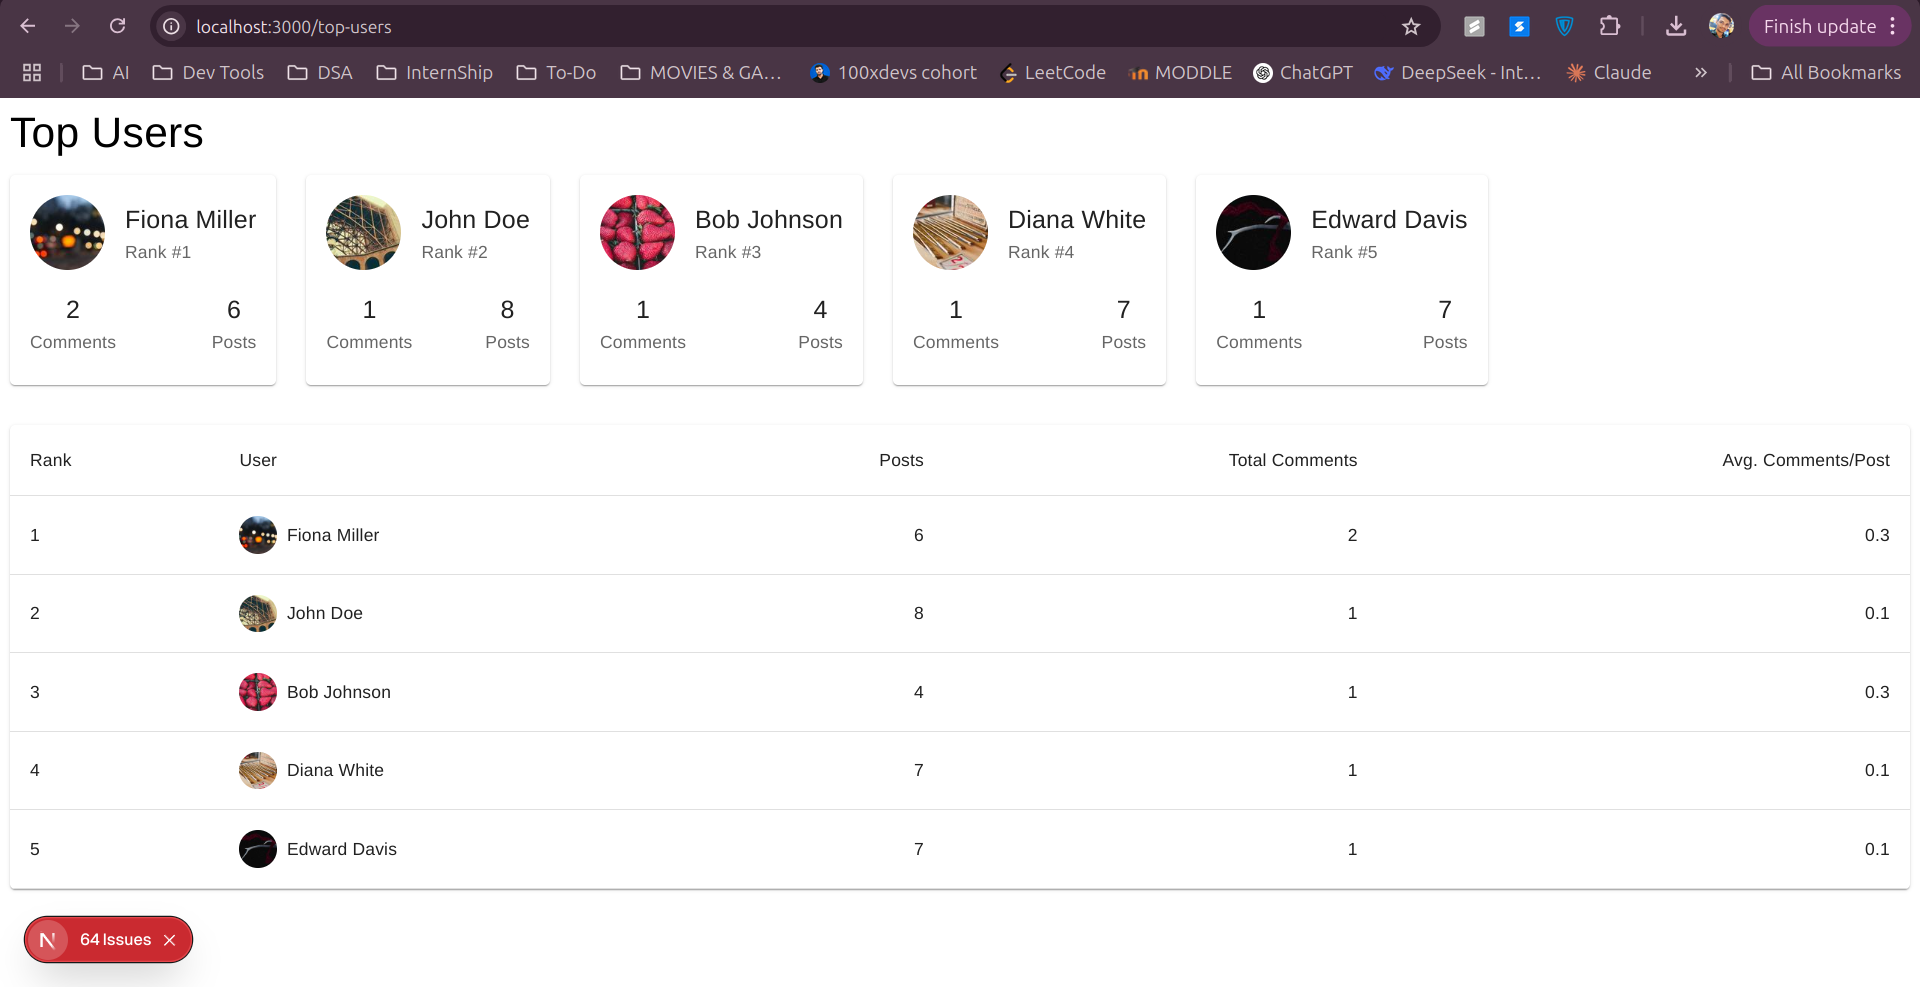 localhost:3000/top-users
Finish update
AI
Dev Tools
DSA
InternShip
To-Do
MOVIES & GA...
100xdevs cohort
LeetCode
MODDLE
ChatGPT
DeepSeek - Int...
Claude
All Bookmarks
Top Users
Fiona Miller
Rank #1
2 6
Comments Posts
John Doe
Rank #2
1 8
Comments Posts
Bob Johnson
Rank #3
1 4
Comments Posts
Diana White
Rank #4
1 7
Comments Posts
Edward Davis
Rank #5
1 7
Comments Posts
Rank User Posts Total Comments Avg. Comments/Post
1 Fiona Miller 6 2 0.3
2 John Doe 8 1 0.1
3 Bob Johnson 4 1 0.3
4 Diana White 7 1 0.1
5 Edward Davis 7 1 0.1
N 64 Issues